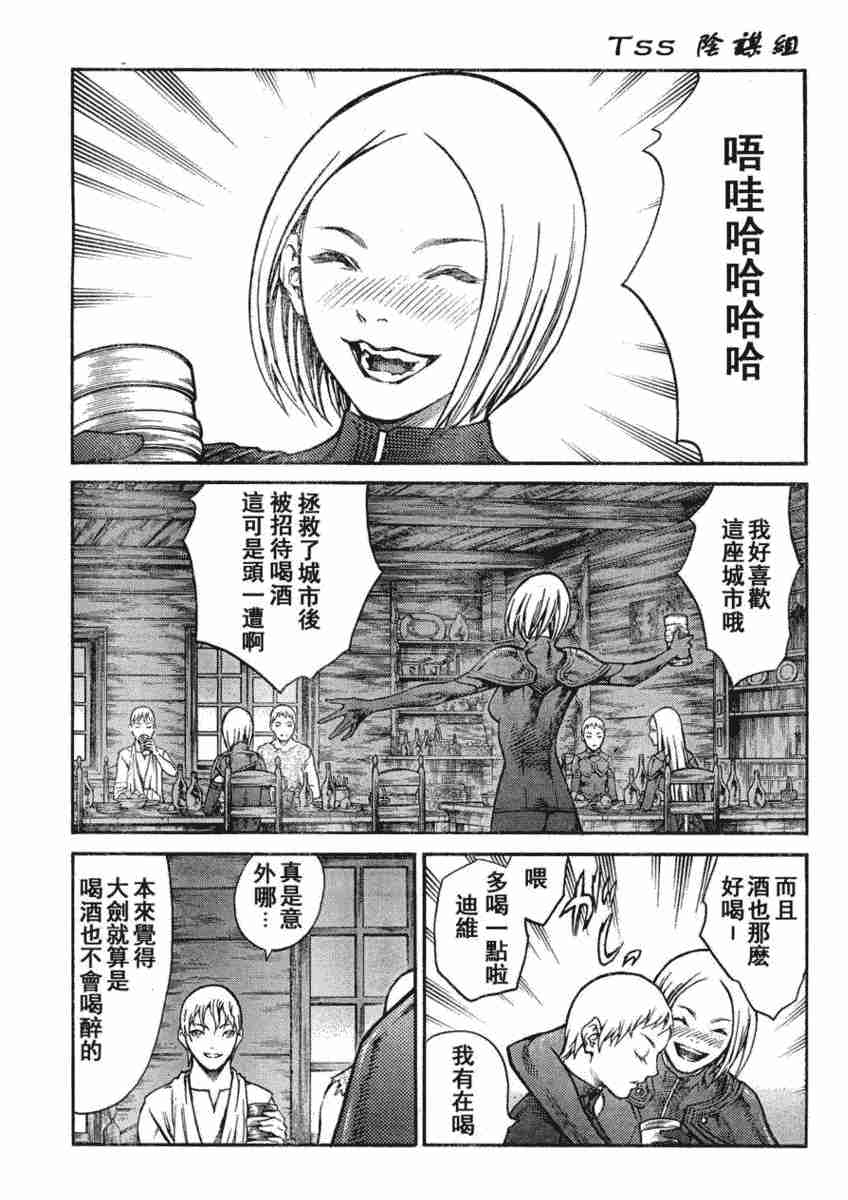 Tss 陰謀組
唔哇哈哈哈哈
我好喜歡
這座城市哦
拯救了城市後
被招待喝酒
這可是頭一遭啊
而且
酒也那麼
好喝-
喂
多喝一點啦
迪維
我有在喝
真是意
外哪…
本來覺得
大劍就算是
喝酒也不會喝醉的